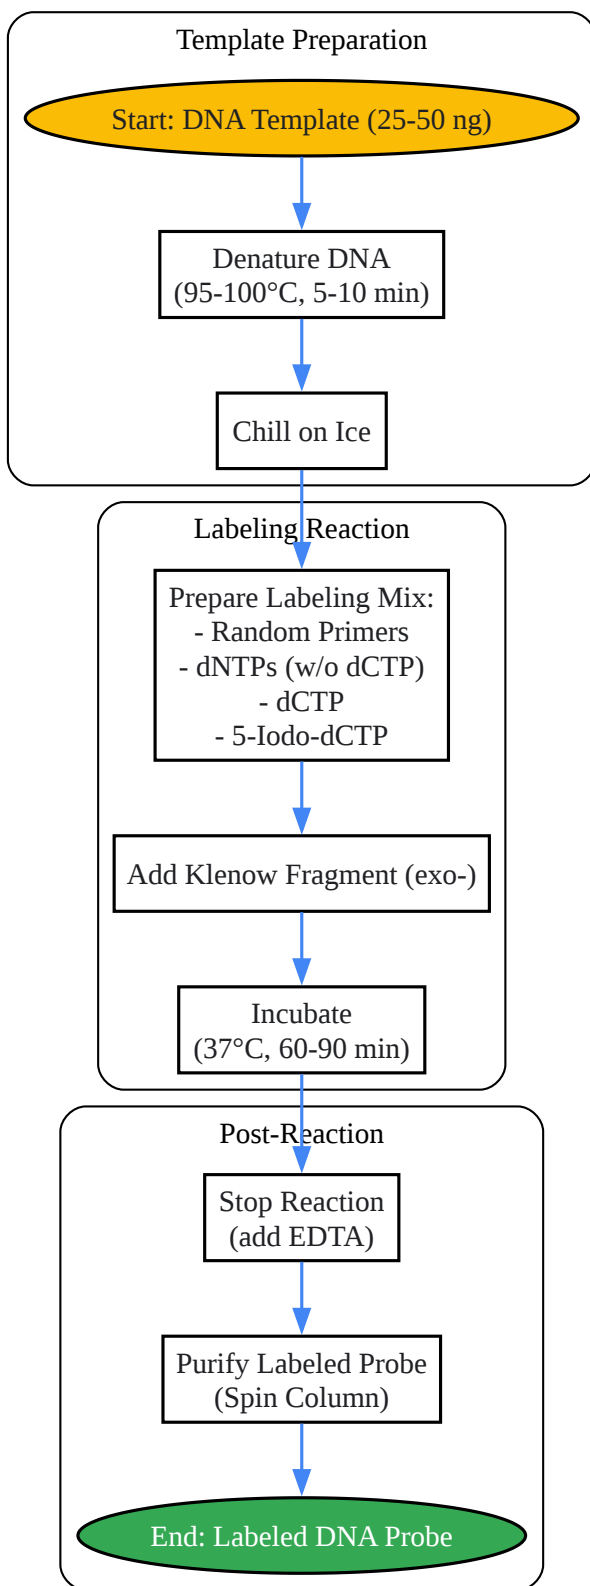 Template Preparation
Start: DNA Template (25-50 ng)
Denature DNA
(95-100°C, 5-10 min)
Chill on Ice
Labeling Reaction
Prepare Labeling Mix:
- Random Primers
- dNTPs (w/o dCTP)
- dCTP
- 5-Iodo-dCTP
Add Klenow Fragment (exo-)
Incubate
(37°C, 60-90 min)
Post-Reaction
Stop Reaction
(add EDTA)
Purify Labeled Probe
(Spin Column)
End: Labeled DNA Probe